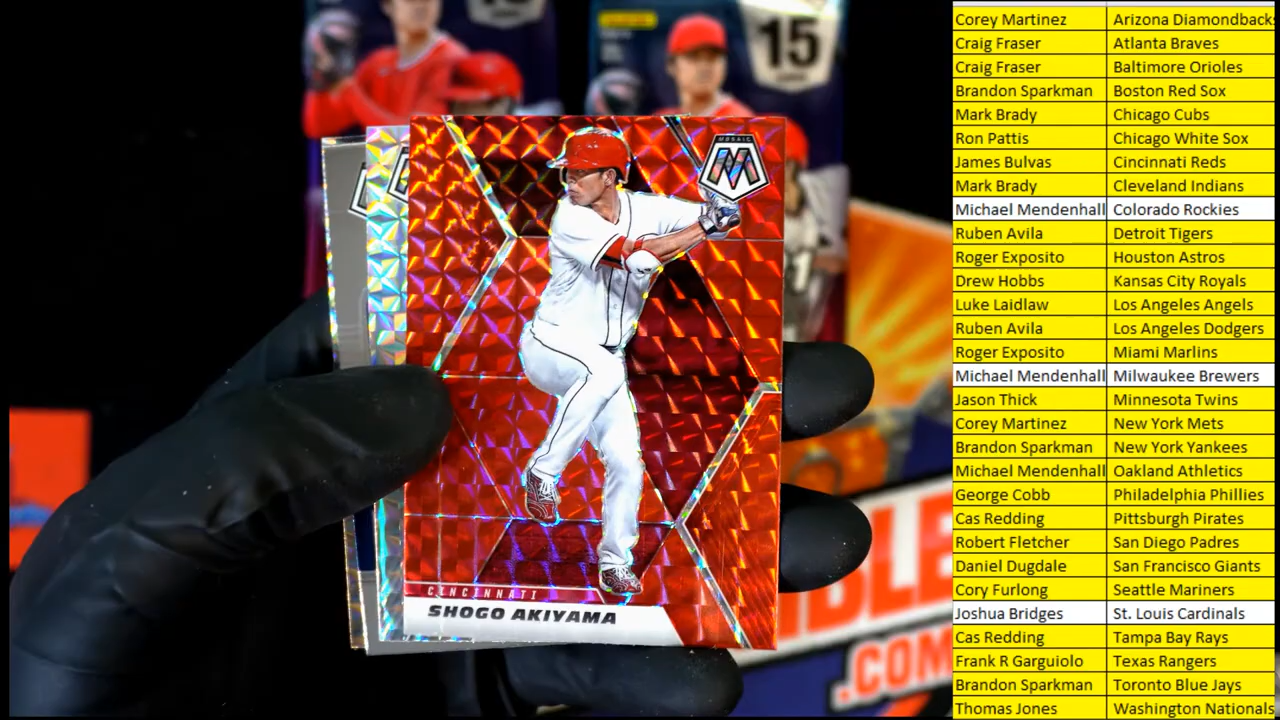 15
MOSAIC
M
CINCINNATI
SHOGO AKIYAMA
.COM
Corey Martinez Arizona Diamondback
Craig Fraser Atlanta Braves
Craig Fraser Baltimore Orioles
Brandon Sparkman Boston Red Sox
Mark Brady Chicago Cubs
Ron Pattis Chicago White Sox
James Bulvas Cincinnati Reds
Mark Brady Cleveland Indians
Michael Mendenhall Colorado Rockies
Ruben Avila Detroit Tigers
Roger Exposito Houston Astros
Drew Hobbs Kansas City Royals
Luke Laidlaw Los Angeles Angels
Ruben Avila Los Angeles Dodgers
Roger Exposito Miami Marlins
Michael Mendenhall Milwaukee Brewers
Jason Thick Minnesota Twins
Corey Martinez New York Mets
Brandon Sparkman New York Yankees
Michael Mendenhall Oakland Athletics
George Cobb Philadelphia Phillies
Cas Redding Pittsburgh Pirates
Robert Fletcher San Diego Padres
Daniel Dugdale San Francisco Giants
Cory Furlong Seattle Mariners
Joshua Bridges St. Louis Cardinals
Cas Redding Tampa Bay Rays
Frank R Garguiolo Texas Rangers
Brandon Sparkman Toronto Blue Jays
Thomas Jones Washington Nationals